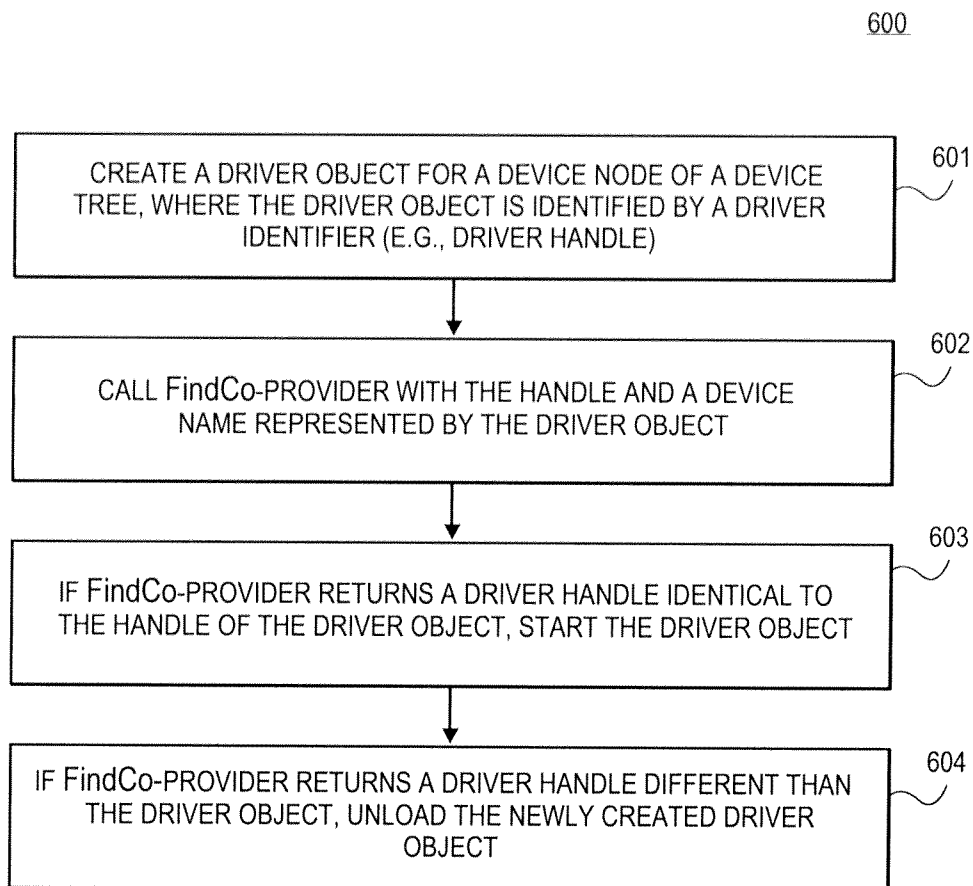 600
CREATE A DRIVER OBJECT FOR A DEVICE NODE OF A DEVICE
TREE, WHERE THE DRIVER OBJECT IS IDENTIFIED BY A DRIVER
IDENTIFIER (E.G., DRIVER HANDLE)
601
CALL FindCo-PROVIDER WITH THE HANDLE AND A DEVICE
NAME REPRESENTED BY THE DRIVER OBJECT
602
IF FindCo-PROVIDER RETURNS A DRIVER HANDLE IDENTICAL TO
THE HANDLE OF THE DRIVER OBJECT, START THE DRIVER OBJECT
603
IF FindCo-PROVIDER RETURNS A DRIVER HANDLE DIFFERENT THAN
THE DRIVER OBJECT, UNLOAD THE NEWLY CREATED DRIVER
OBJECT
604